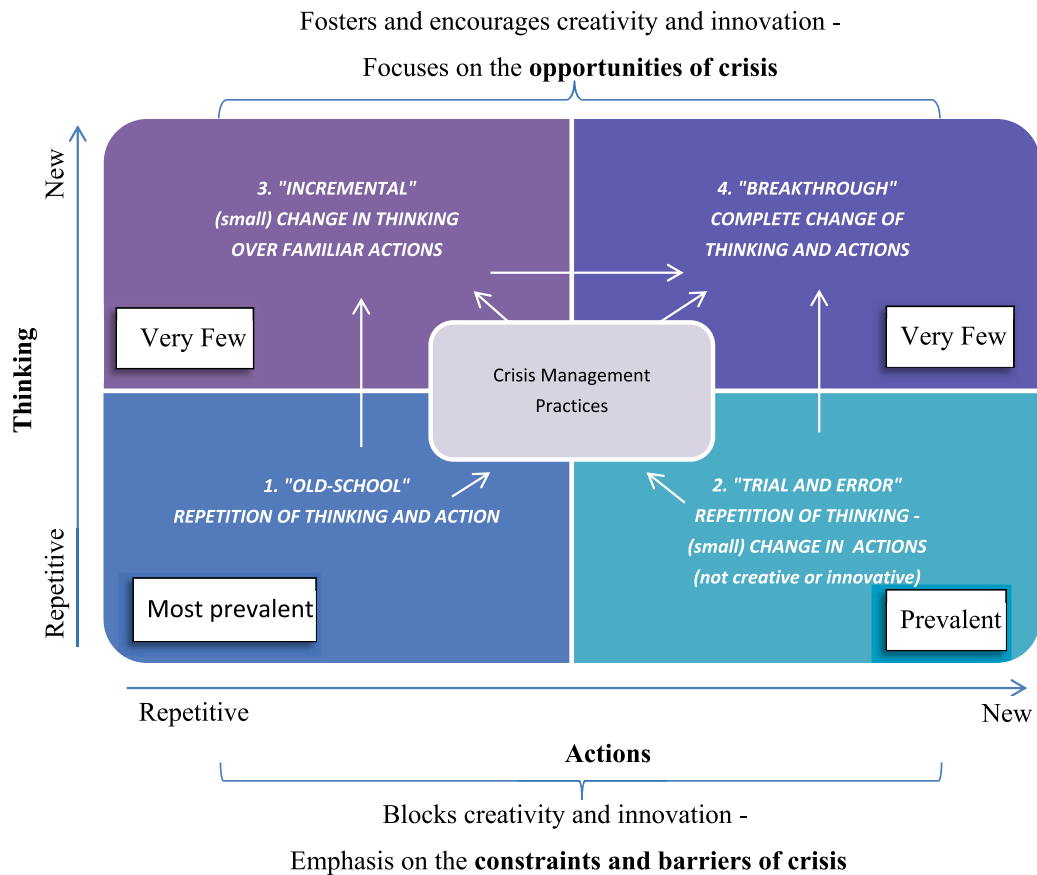 Fosters and encourages creativity and innovation -
Focuses on the opportunities of crisis
New
3. "INCREMENTAL"
(small) CHANGE IN THINKING
OVER FAMILIAR ACTIONS
4. "BREAKTHROUGH"
COMPLETE CHANGE OF
THINKING AND ACTIONS
Very Few
Very Few
Thinking
Crisis Management
Practices
1. "OLD-SCHOOL"
REPETITION OF THINKING AND ACTION
2. "TRIAL AND ERROR"
REPETITION OF THINKING -
(small) CHANGE IN ACTIONS
(not creative or innovative)
Repetitive
Most prevalent
Prevalent
Repetitive
New
Actions
Blocks creativity and innovation -
Emphasis on the constraints and barriers of crisis